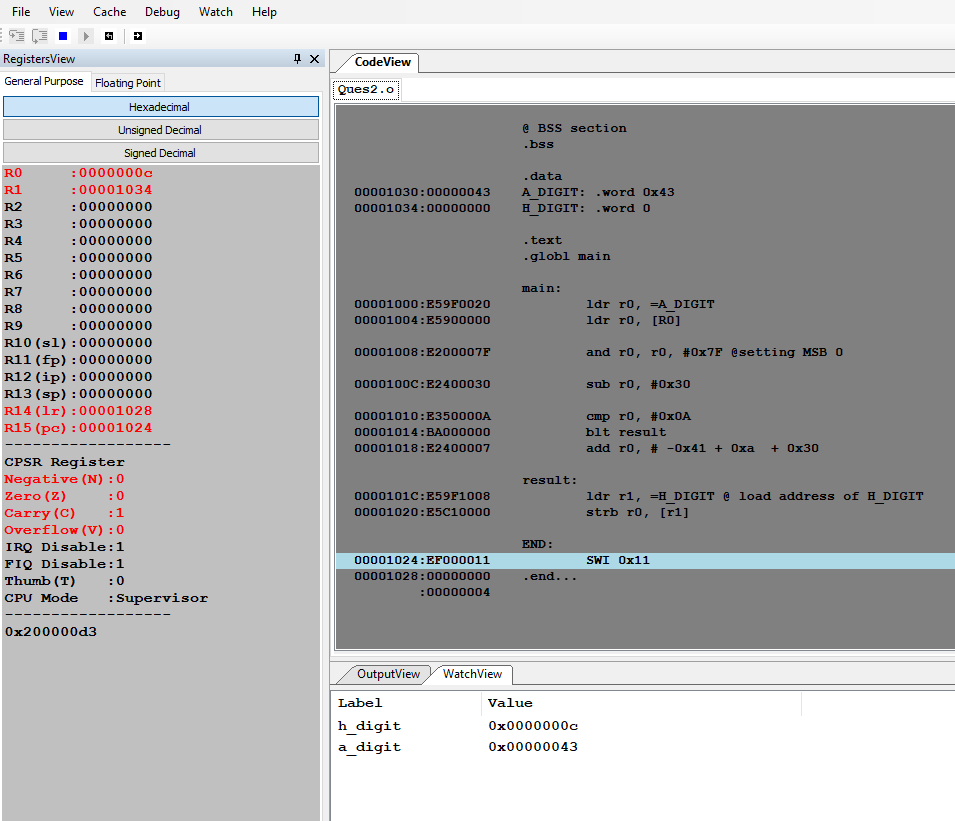 File View Cache Debug Watch Help
RegistersView
General Purpose Floating Point
Hexadecimal
Unsigned Decimal
Signed Decimal
R0 :0000000c
R1 :00001034
R2 :00000000
R3 :00000000
R4 :00000000
R5 :00000000
R6 :00000000
R7 :00000000
R8 :00000000
R9 :00000000
R10(sl):00000000
R11(fp):00000000
R12(ip):00000000
R13(sp):00000000
R14(lr):00001028
R15(pc):00001024
------------------
CPSR Register
Negative(N):0
Zero(Z) :0
Carry(C) :1
Overflow(V):0
IRQ Disable:1
FIQ Disable:1
Thumb(T) :0
CPU Mode :Supervisor
------------------
0x200000d3
CodeView
Ques2.o
@ BSS section
.bss
.data
00001030:00000043 A_DIGIT: .word 0x43
00001034:00000000 H_DIGIT: .word 0
.text
.globl main
main:
00001000:E59F0020 ldr r0, =A_DIGIT
00001004:E5900000 ldr r0, [R0]
00001008:E200007F and r0, r0, #0x7F @setting MSB 0
0000100C:E2400030 sub r0, #0x30
00001010:E350000A cmp r0, #0x0A
00001014:BA000000 blt result
00001018:E2400007 add r0, # -0x41 + 0xa + 0x30
result:
0000101C:E59F1008 ldr r1, =H_DIGIT @ load address of H_DIGIT
00001020:E5C10000 strb r0, [r1]
END:
00001024:EF000011 SWI 0x11
00001028:00000000 .end...
:00000004
OutputView WatchView
Label Value
h_digit 0x0000000c
a_digit 0x00000043